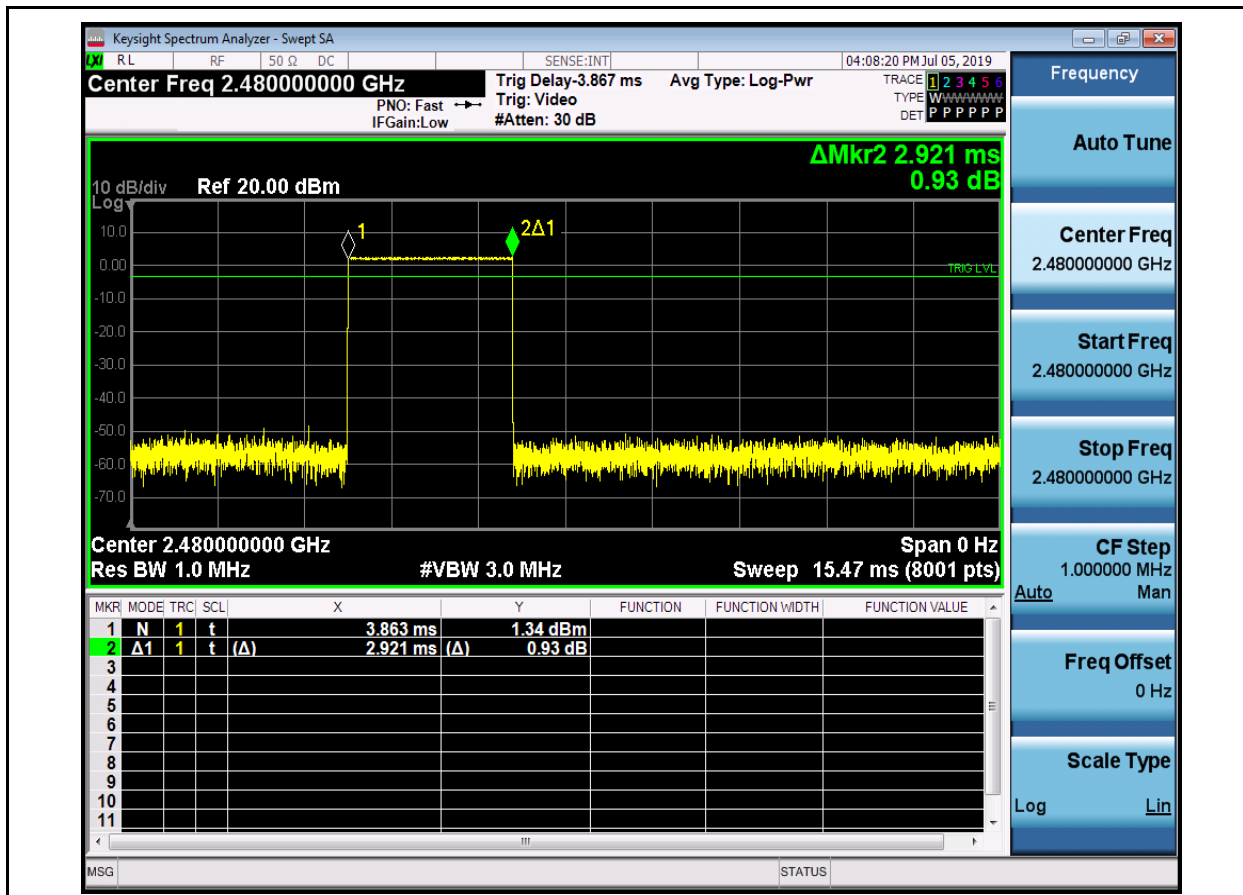 Keysight Spectrum Analyzer - Swept SA
LXI RL RF 50 Ω DC SENSE:INT 04:08:20 PM Jul 05, 2019
Center Freq 2.480000000 GHz
PNO: Fast
IFGain:Low
Trig Delay-3.867 ms
Trig: Video
#Atten: 30 dB
Avg Type: Log-Pwr
TRACE 1 2 3 4 5 6
TYPE WWWWWW
DET P P P P P P
ΔMkr2 2.921 ms
0.93 dB
10 dB/div Ref 20.00 dBm
Log
10.0
0.00
-10.0
-20.0
-30.0
-40.0
-50.0
-60.0
-70.0
1
2Δ1
TRIG LVL
Center 2.480000000 GHz Span 0 Hz
Res BW 1.0 MHz #VBW 3.0 MHz Sweep 15.47 ms (8001 pts)
MKR MODE TRC SCL X Y FUNCTION FUNCTION WIDTH FUNCTION VALUE
1 N 1 t 3.863 ms 1.34 dBm
2 Δ1 1 t (Δ) 2.921 ms (Δ) 0.93 dB
3
4
5
6
7
8
9
10
11
MSG STATUS
Frequency
Auto Tune
Center Freq
2.480000000 GHz
Start Freq
2.480000000 GHz
Stop Freq
2.480000000 GHz
CF Step
1.000000 MHz
Auto Man
Freq Offset
0 Hz
Scale Type
Log Lin